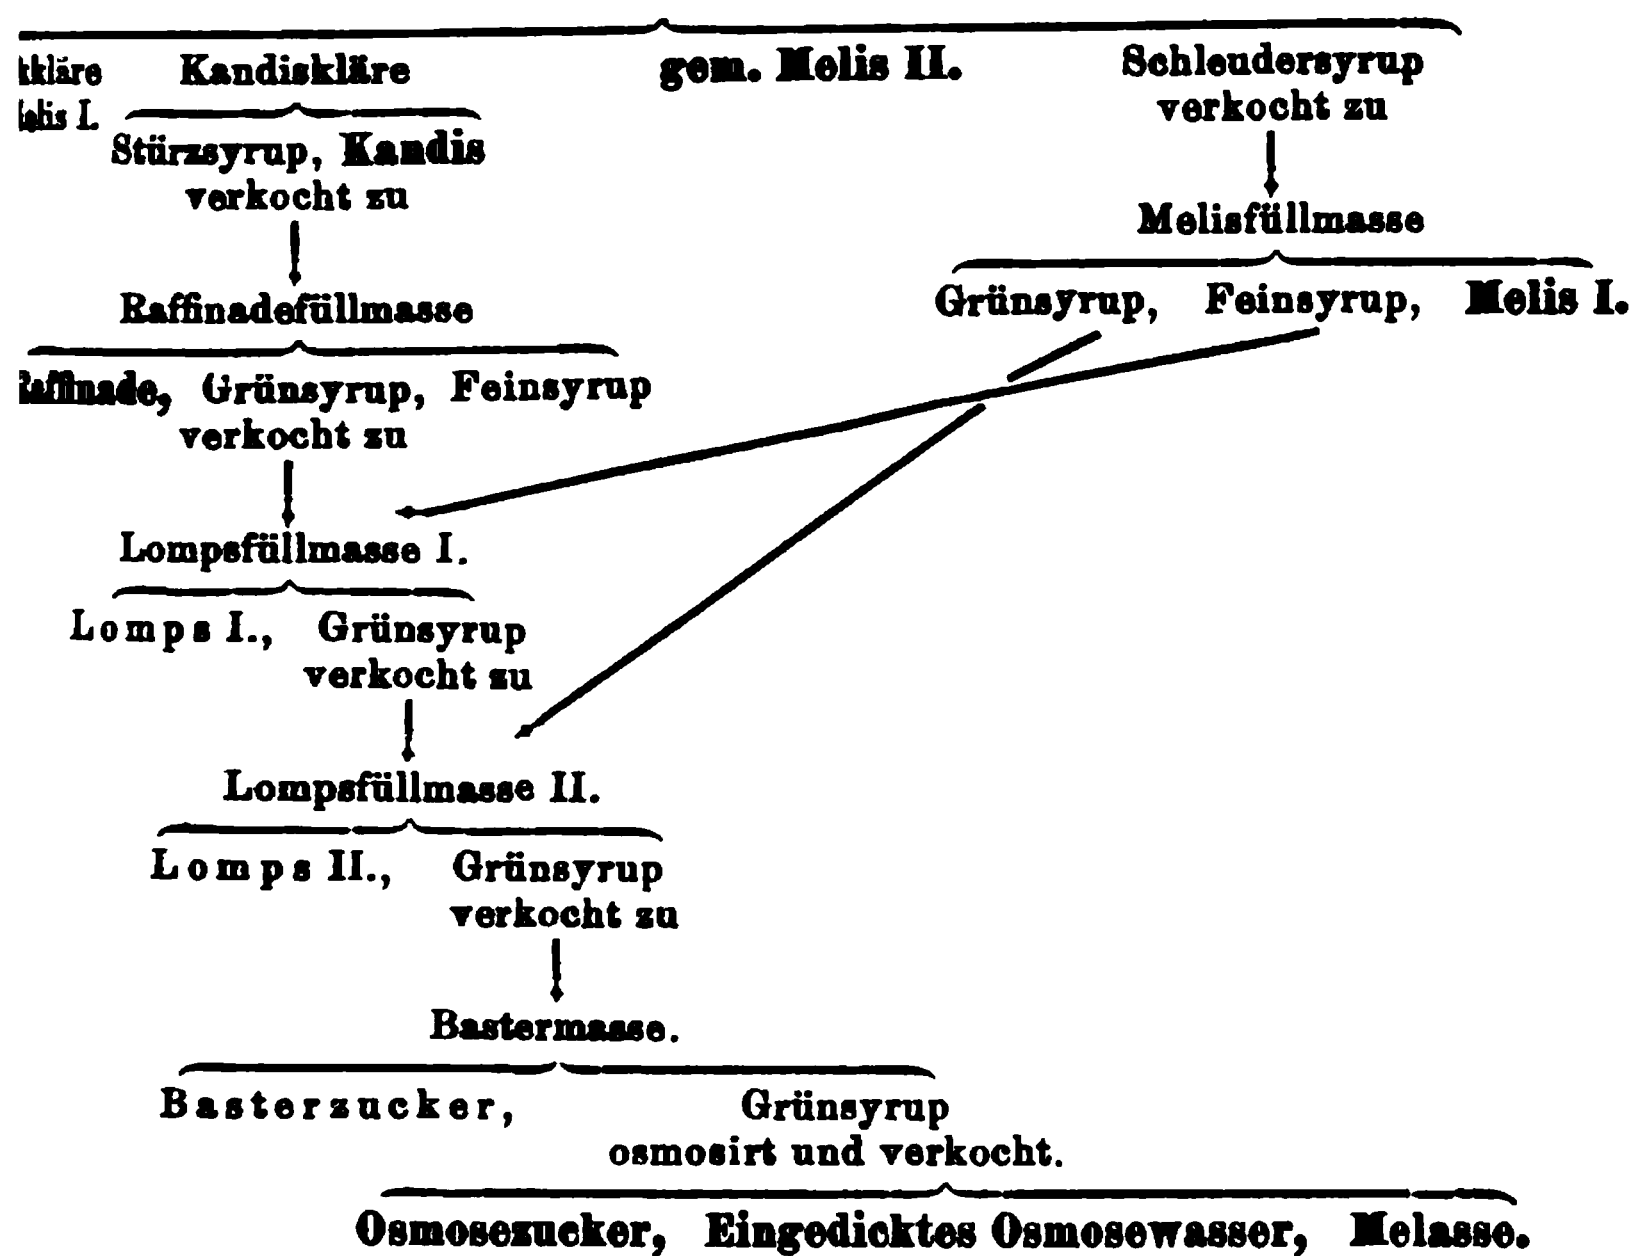 Kandiskläre gem. Melis II. Schleudersyrup
verkocht zu
Stürzsyrup, Kandis
verkocht zu
Melisfüllmasse
Raffinadefüllmasse
Grünsyrup, Feinsyrup, Melis I.
Grünsyrup, Feinsyrup
verkocht zu
Lompsfüllmasse I.
Lomps I., Grünsyrup
verkocht zu
Lompsfüllmasse II.
Lomps II., Grünsyrup
verkocht zu
Bastermasse.
Basterzucker, Grünsyrup
osmosirt und verkocht.
Osmosezucker, Eingedicktes Osmosewasser, Melasse.